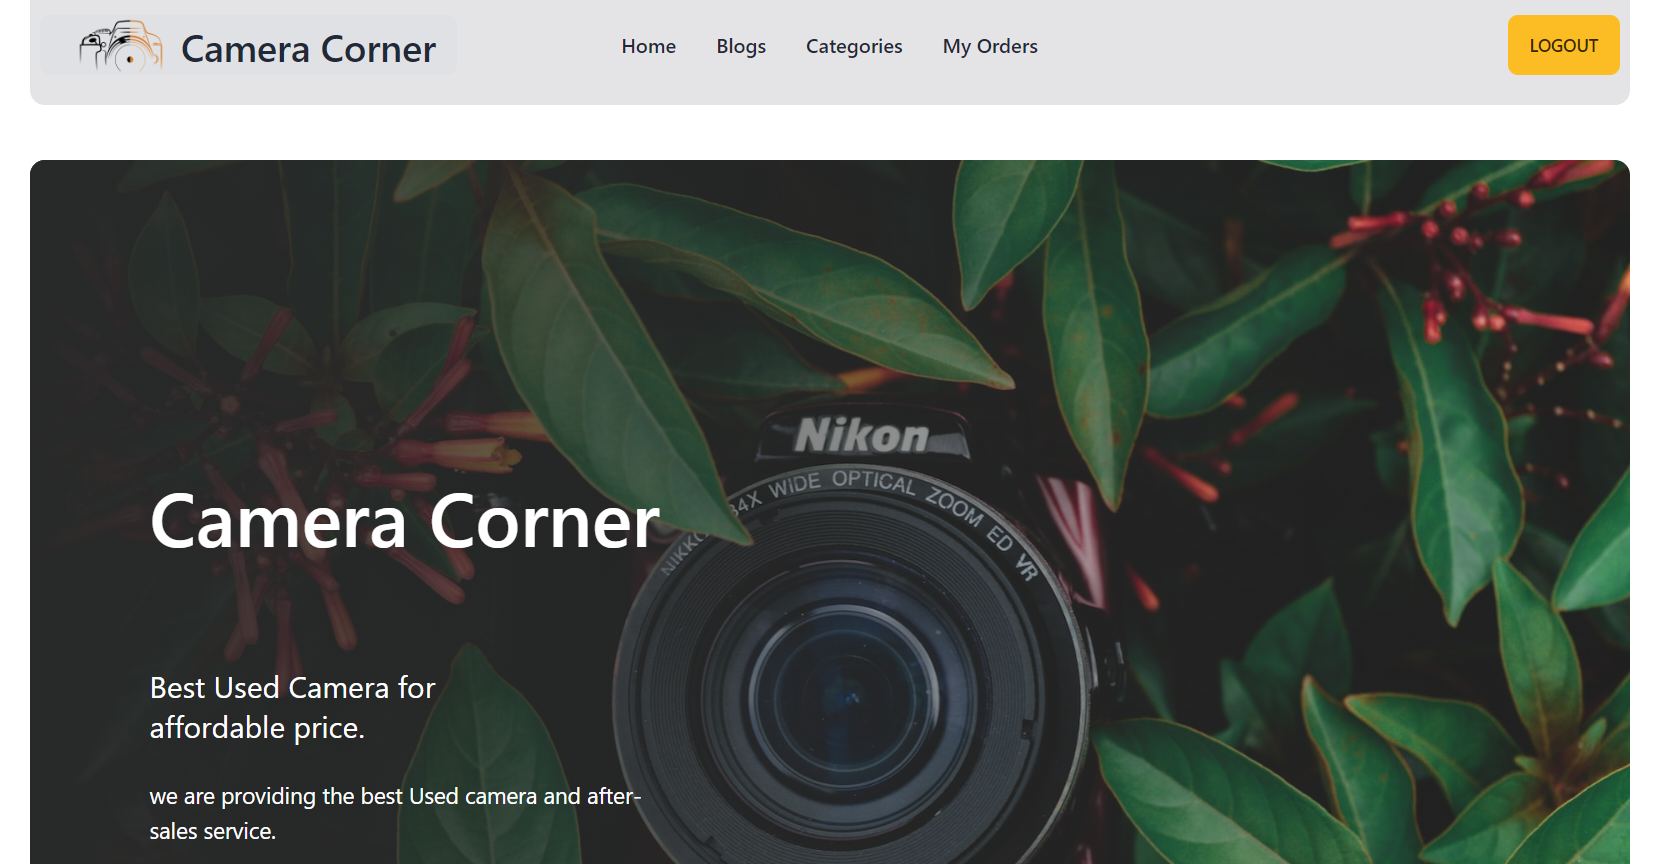 Camera Corner
Home
Blogs
Categories
My Orders
LOGOUT
Nikon
34X WIDE OPTICAL ZOOM ED VR
Camera Corner
Best Used Camera for
affordable price.
we are providing the best Used camera and after-
sales service.